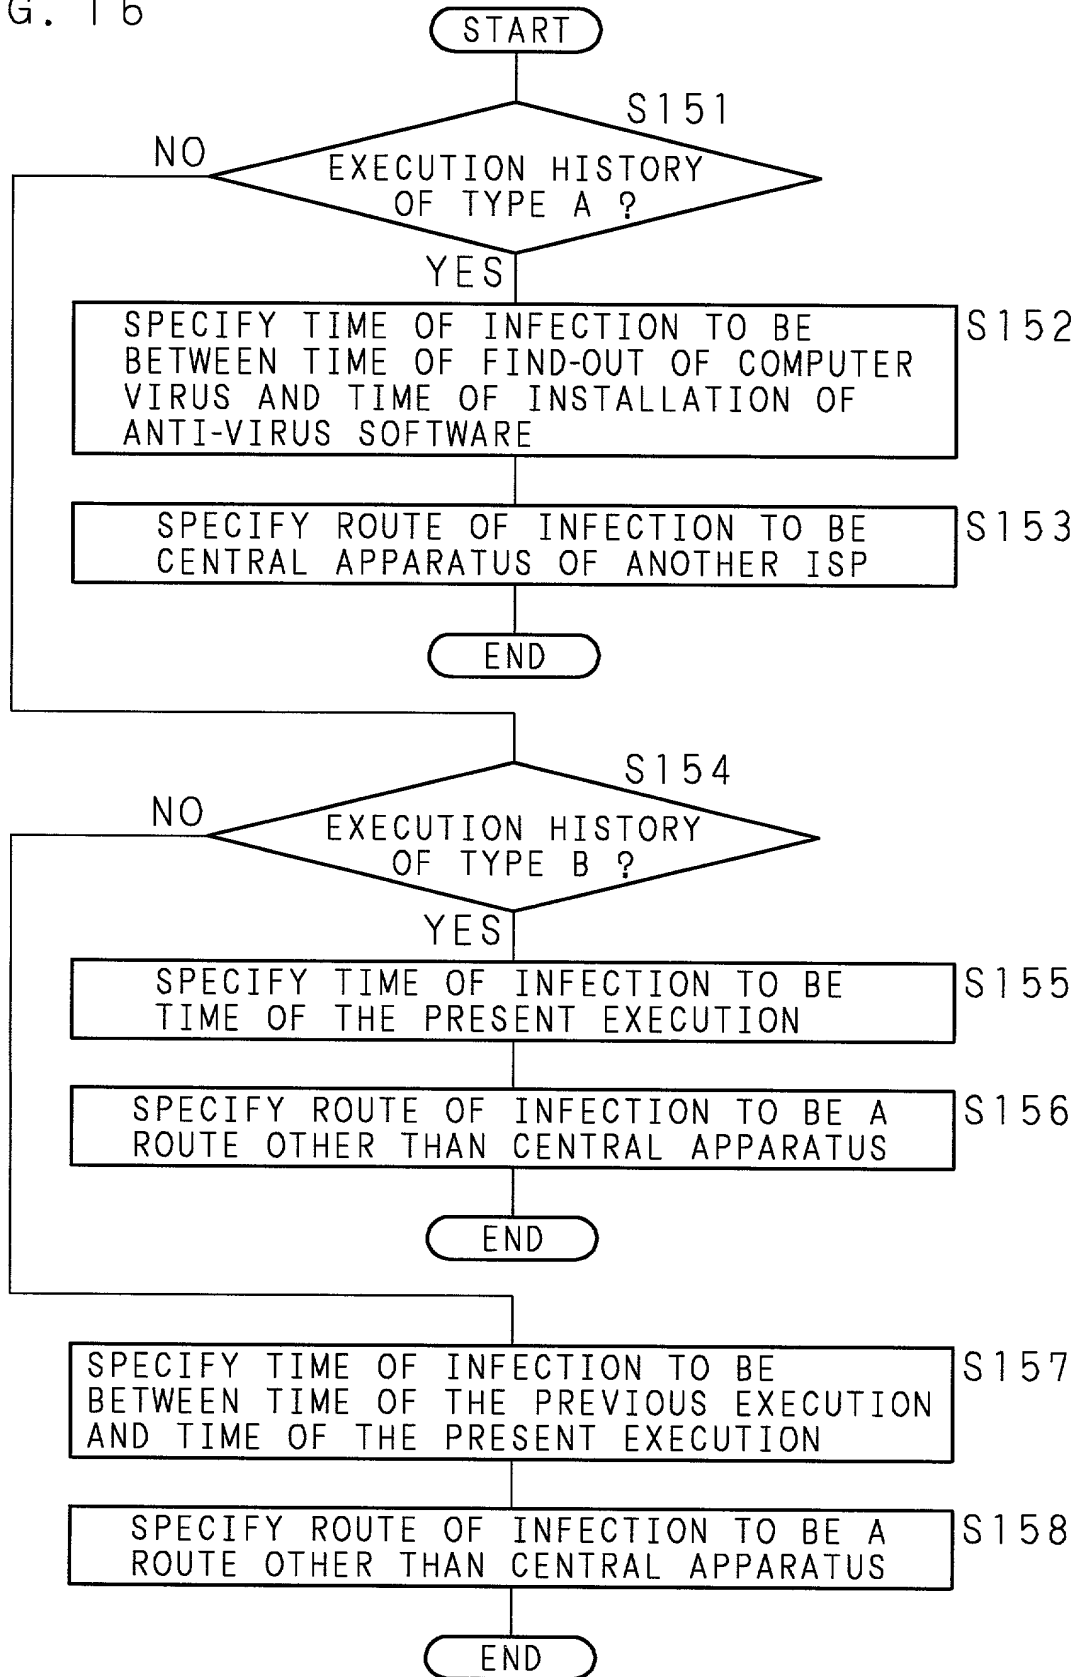 G. 16
START
S151
NO
EXECUTION HISTORY
OF TYPE A ?
YES
SPECIFY TIME OF INFECTION TO BE
BETWEEN TIME OF FIND-OUT OF COMPUTER
VIRUS AND TIME OF INSTALLATION OF
ANTI-VIRUS SOFTWARE
S152
SPECIFY ROUTE OF INFECTION TO BE
CENTRAL APPARATUS OF ANOTHER ISP
S153
END
S154
NO
EXECUTION HISTORY
OF TYPE B ?
YES
SPECIFY TIME OF INFECTION TO BE
TIME OF THE PRESENT EXECUTION
S155
SPECIFY ROUTE OF INFECTION TO BE A
ROUTE OTHER THAN CENTRAL APPARATUS
S156
END
SPECIFY TIME OF INFECTION TO BE
BETWEEN TIME OF THE PREVIOUS EXECUTION
AND TIME OF THE PRESENT EXECUTION
S157
SPECIFY ROUTE OF INFECTION TO BE A
ROUTE OTHER THAN CENTRAL APPARATUS
S158
END